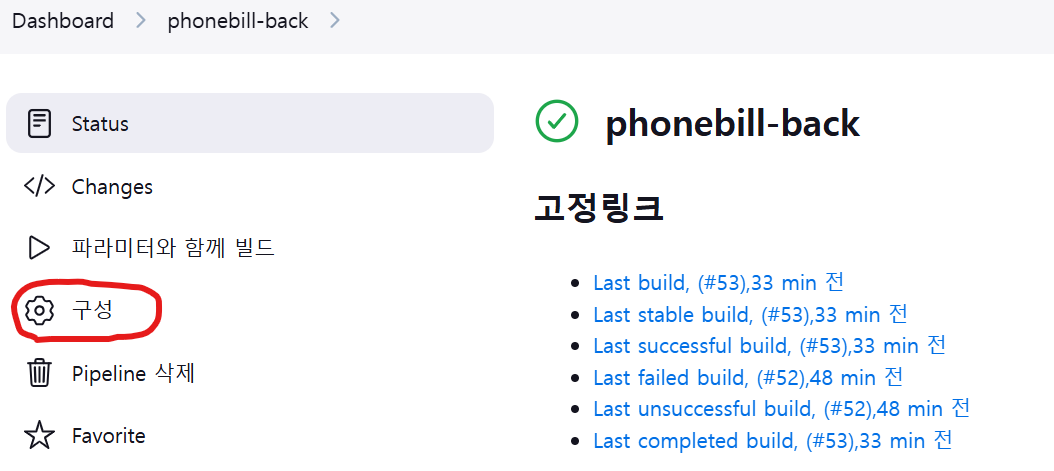 Dashboard > phonebill-back >
Status
Changes
파라미터와 함께 빌드
구성
Pipeline 삭제
Favorite
phonebill-back
고정링크
Last build, (#53),33 min 전
Last stable build, (#53),33 min 전
Last successful build, (#53),33 min 전
Last failed build, (#52),48 min 전
Last unsuccessful build, (#52),48 min 전
Last completed build, (#53),33 min 전